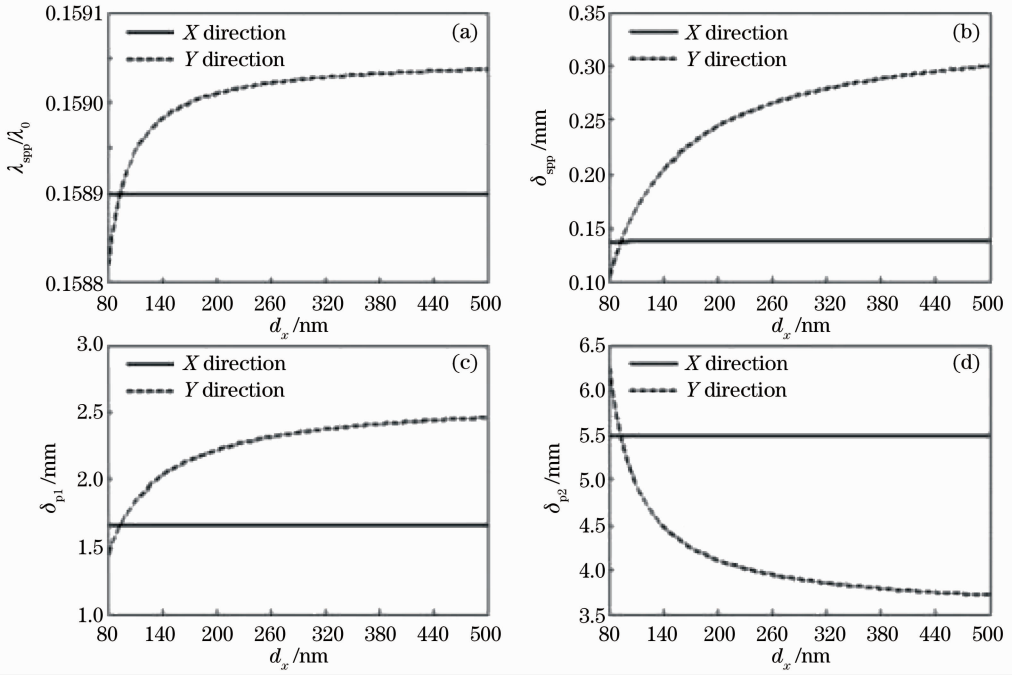 0.1591
X direction
(a)
Y direction
0.1590
λspp/λ0
0.1589
0.1588
80 140 200 260 320 380 440 500
dx/nm
0.35
X direction
(b)
Y direction
0.30
0.25
δspp/mm
0.20
0.15
0.10
80 140 200 260 320 380 440 500
dx/nm
3.0
X direction
(c)
Y direction
2.5
2.0
δp1/mm
1.5
1.0
80 140 200 260 320 380 440 500
dx/nm
6.5
X direction
(d)
6.0
Y direction
5.5
5.0
δp2/mm
4.5
4.0
3.5
80 140 200 260 320 380 440 500
dx/nm